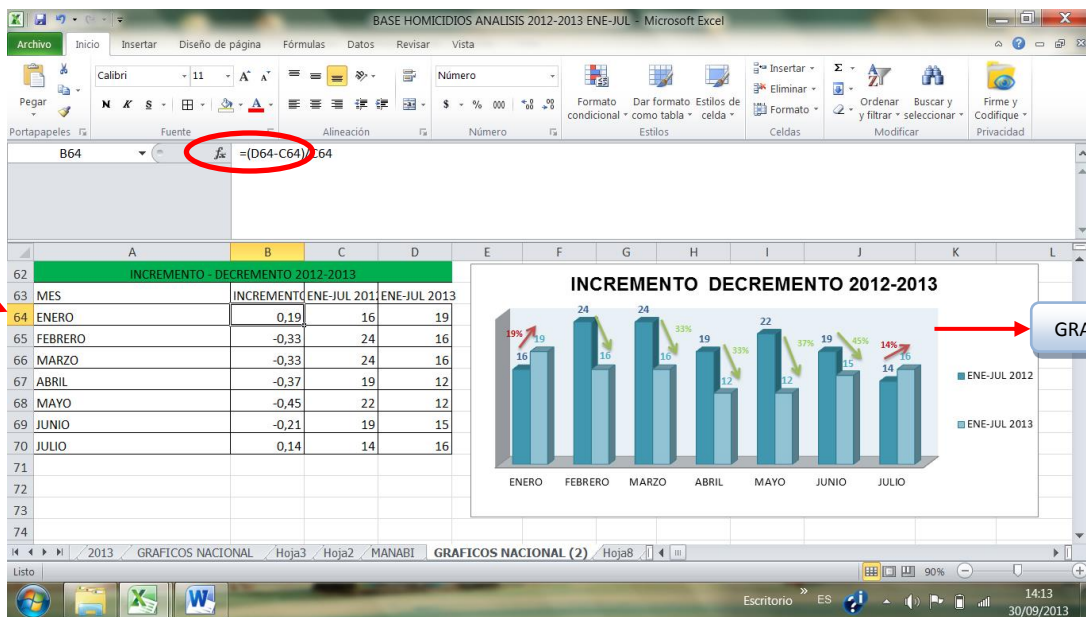 BASE HOMICIDIOS ANALISIS 2012-2013 ENE-JUL - Microsoft Excel
Archivo Inicio Insertar Diseño de página Fórmulas Datos Revisar Vista
Pegar
Calibri 11 A A
N K S A
Número
$ % 000
Formato condicional
Dar formato como tabla
Estilos de celda
Insertar
Eliminar
Formato
Σ
Ordenar y filtrar
Buscar y seleccionar
Firme y Codifique
Portapapeles Fuente Alineación Número Estilos Celdas Modificar Privacidad
B64 fx =(D64-C64)/C64
A B C D E F G H I J K L
62 INCREMENTO - DECREMENTO 2012-2013
63 MES INCREMENTO ENE-JUL 201 ENE-JUL 2013
64 ENERO 0,19 16 19
65 FEBRERO -0,33 24 16
66 MARZO -0,33 24 16
67 ABRIL -0,37 19 12
68 MAYO -0,45 22 12
69 JUNIO -0,21 19 15
70 JULIO 0,14 14 16
71
72
73
74
INCREMENTO DECREMENTO 2012-2013
19% 16 19
24 16
24 33% 16
19 33% 12
22 37% 12
19 45% 15
14% 14 16
ENERO FEBRERO MARZO ABRIL MAYO JUNIO JULIO
ENE-JUL 2012
ENE-JUL 2013
GRA
2013 GRAFICOS NACIONAL Hoja3 Hoja2 MANABI GRAFICOS NACIONAL (2) Hoja8
Listo 90%
Escritorio » ES 14:13
30/09/2013